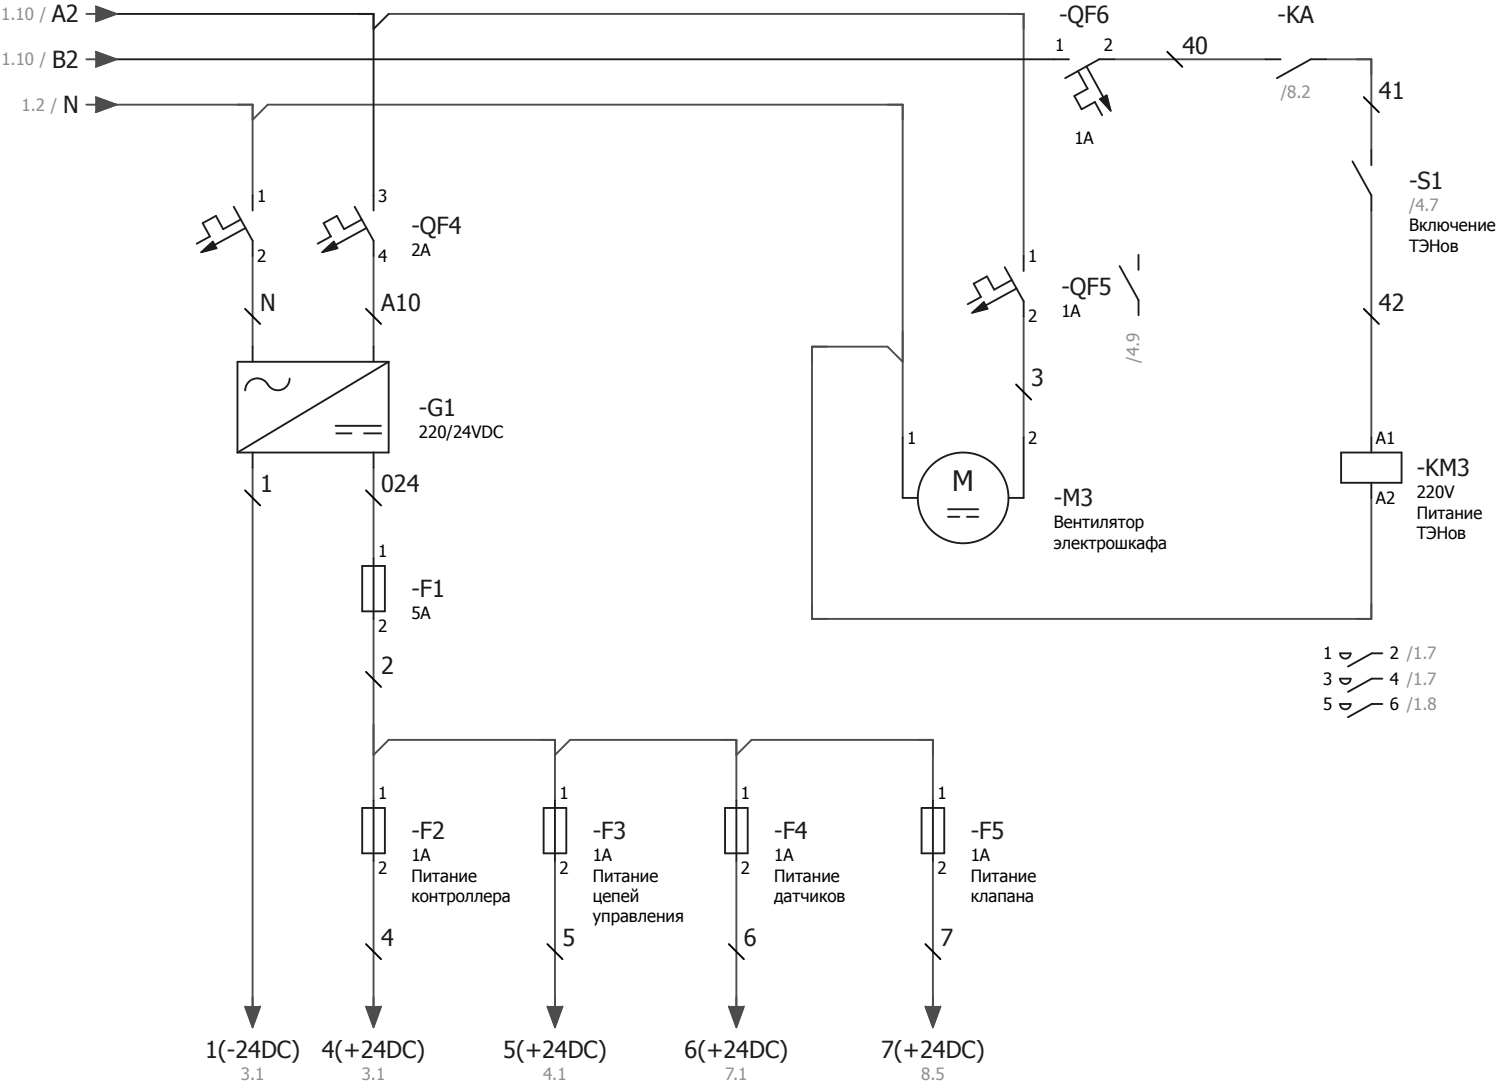 1.10 / A2
-QF6
-KA
1
2
40
1.10 / B2
/8.2
41
1.2 / N
1A
-S1
/4.7
Включение
ТЭНов
1
2
3
4
-QF4
2A
1
2
-QF5
1A
/4.9
N
A10
42
3
-G1
220/24VDC
1
2
M
-M3
Вентилятор
электрошкафа
A1
A2
-KM3
220V
Питание
ТЭНов
1
024
1
2
-F1
5A
2
1 2 /1.7
3 4 /1.7
5 6 /1.8
1
2
-F2
1A
Питание
контроллера
1
2
-F3
1A
Питание
цепей
управления
1
2
-F4
1A
Питание
датчиков
1
2
-F5
1A
Питание
клапана
4
5
6
7
1(-24DC) 4(+24DC) 5(+24DC) 6(+24DC) 7(+24DC)
3.1 3.1 4.1 7.1 8.5